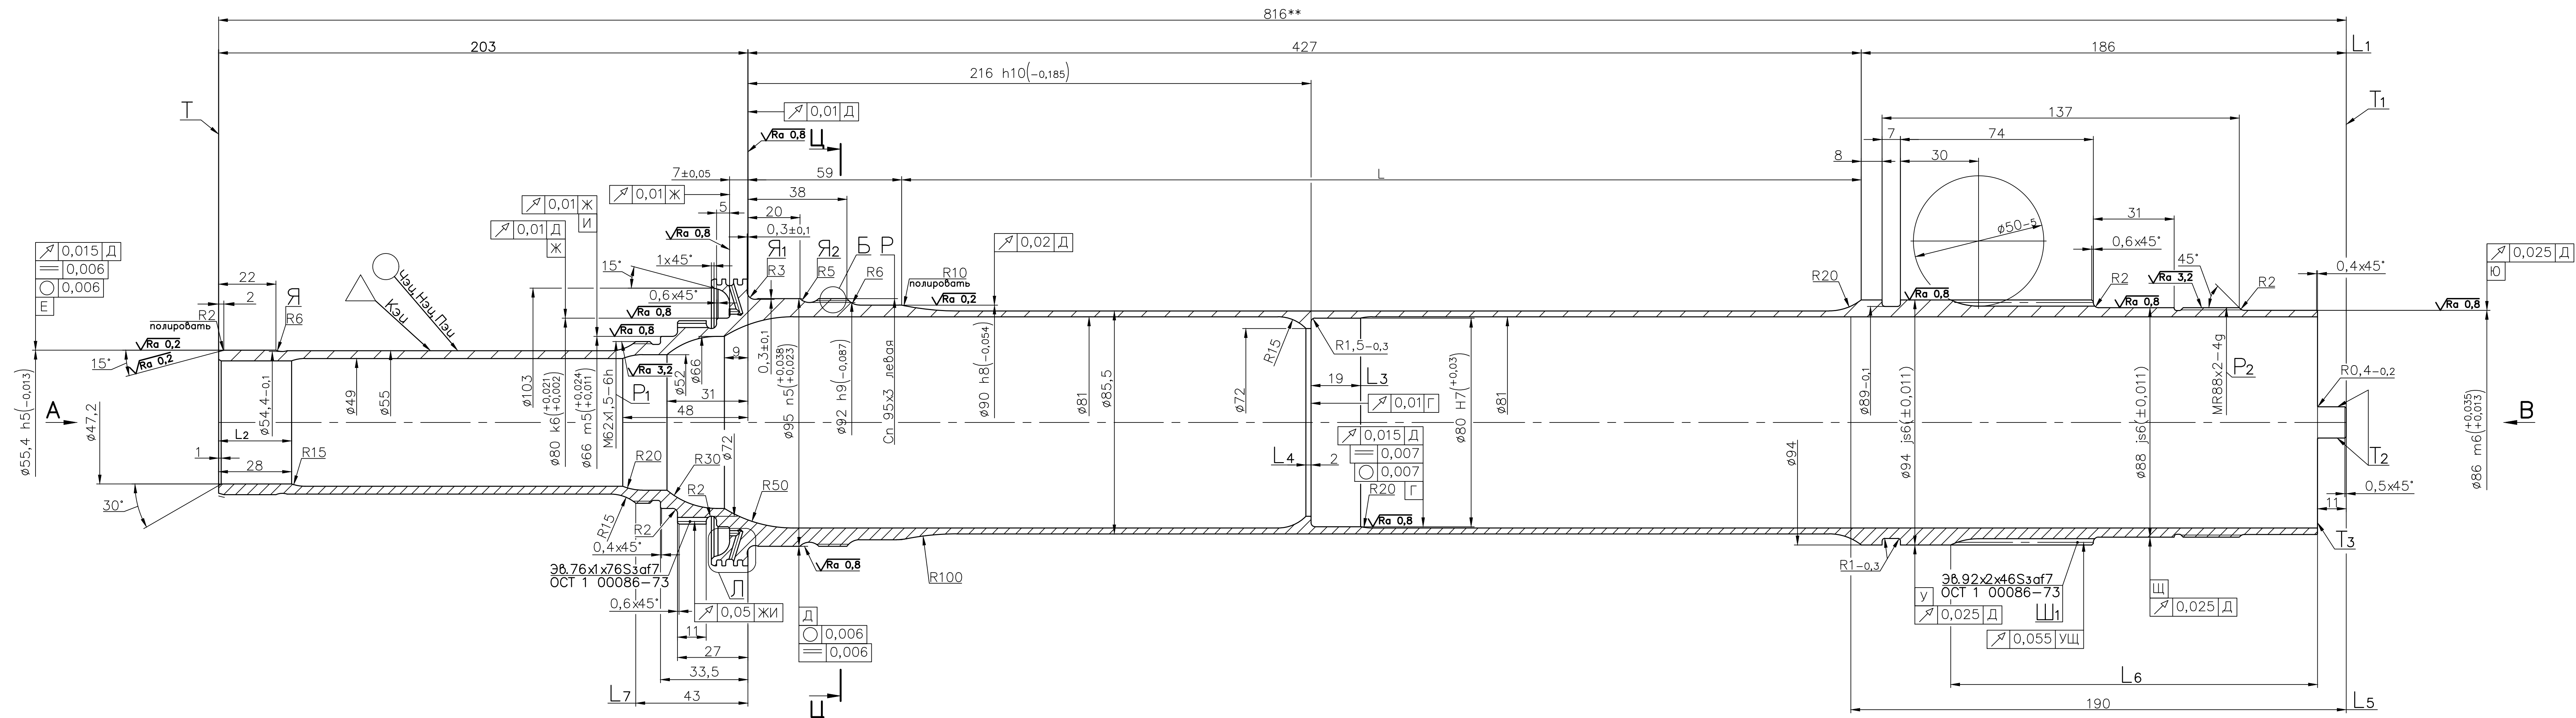 816**
203
427
186
L1
216 h10(-0,185)
T
0,01 Д
T1
137
Ra 0,8
Ц
7
74
8
30
7±0,05
59
L
0,01 Ж
38
0,01 Ж
И
5
20
31
ø50-5
0,01 Д
Ж
Ra 0,8
0,3±0,1
0,02 Д
0,6x45°
0,015 Д
0,006
0,006
Е
Я1
Я2
Б
Р
1x45°
15°
R3
R5
R6
R10
полировать
Ra 0,2
45°
0,4x45°
0,025 Д
Ю
22
2
Я
R2
полировать
R6
Чэц, Нэц, Пэц
Кэц
0,6x45°
Ra 0,8
Ra 0,8
R20
Ra 0,8
R2
Ra 3,2
Ra 0,8
R2
Ra 0,8
Ra 0,2
Ra 0,2
15°
Ra 3,2
9
R15
R1,5-0,3
ø55,4 h5(-0,013)
ø47,2
ø54,4-0,1
ø49
ø55
ø103
ø80 k6(+0,021 +0,002)
ø66 m5(+0,024 +0,011)
M62x1,5-6h
P1
ø52
ø66
31
48
0,3±0,1
ø95 n5(+0,038 +0,023)
ø92 h9(-0,087)
Сп 95x3 левая
ø90 h8(-0,054)
ø81
ø85,5
ø72
19
L3
0,01 Г
ø80 H7(+0,03)
ø81
ø89-0,1
ø94 js6(±0,011)
ø88 js6(±0,011)
MR88x2-4g
P2
R0,4-0,2
ø86 m6(+0,035 +0,013)
А
В
L2
1
28
R15
30°
R20
R30
ø72
R2
R50
L4
2
0,015 Д
0,007
0,007
Г
R20
Ra 0,8
ø94
T2
0,5x45°
11
T3
R15
R2
0,4x45°
Эв.76x1x76S3af7
ОСТ 1 00086-73
Л
Ra 0,8
R100
R1-0,3
Эв.92x2x46S3af7
ОСТ 1 00086-73
Ш1
0,6x45°
0,05 ЖИ
11
27
33,5
L7
43
Д
0,006
0,006
У
0,025 Д
0,055 УЩ
Щ
0,025 Д
L6
190
L5
Ц